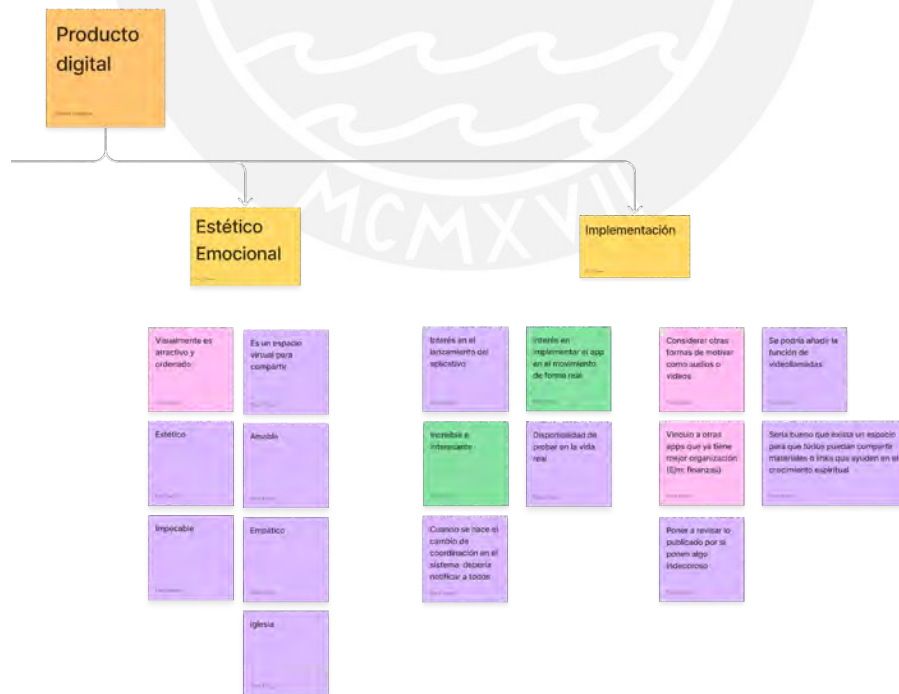 Producto
digital
MCMXVII
Estético
Emocional
Implementación
Visualmente es
atractivo y
ordenado
Es un espacio
virtual para
compartir
Estético
Amable
Impecable
Empático
Iglesia
Interés en el
lanzamiento del
aplicativo
Interés en
implementar el app
en el movimiento
de forma real
Increíble e
interesante
Disponibilidad de
probar en la vida
real
Cuando se hace el
cambio de
coordinación en el
sistema debería
notificar a todos
Considerar otras
formas de motivar
como audios o
videos
Se podría añadir la
función de
videollamadas
Vínculo a otras
apps que ya tiene
mejor organización
(Ejm: finanzas)
Sería bueno que exista un espacio
para que todos puedan compartir
materiales o links que ayuden en el
crecimiento espiritual
Poner a revisar lo
publicado por si
ponen algo
indecoroso